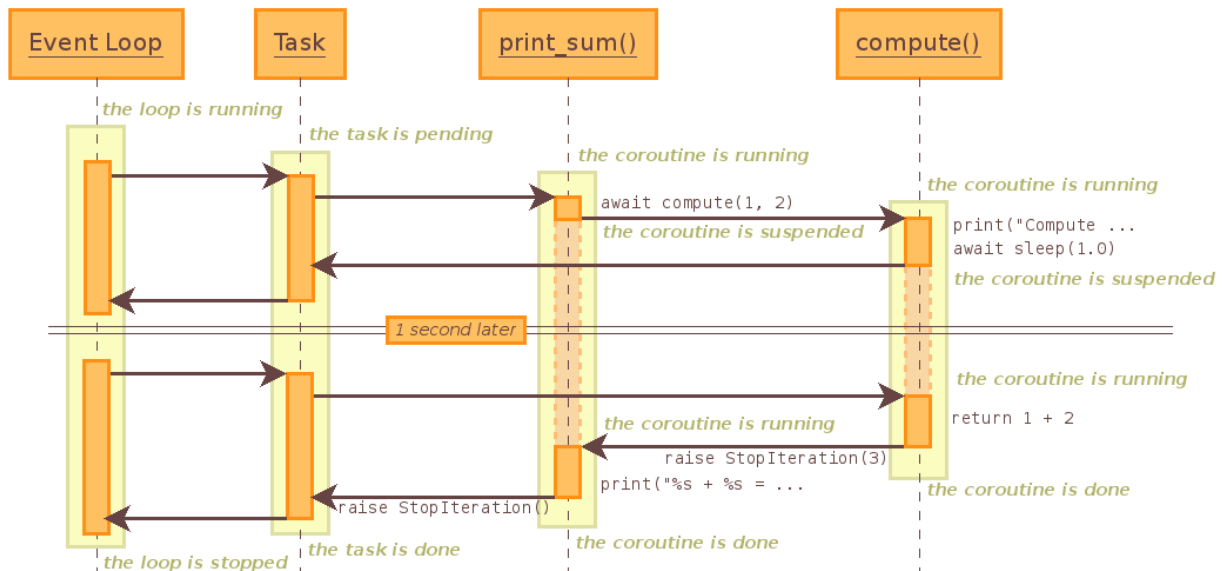 Event Loop
Task
print_sum()
compute()
the loop is running
the task is pending
the coroutine is running
the coroutine is running
await compute(1, 2)
print("Compute ...
the coroutine is suspended
await sleep(1.0)
the coroutine is suspended
1 second later
the coroutine is running
return 1 + 2
the coroutine is running
raise StopIteration(3)
print("%s + %s = ...
the coroutine is done
raise StopIteration()
the coroutine is done
the task is done
the loop is stopped